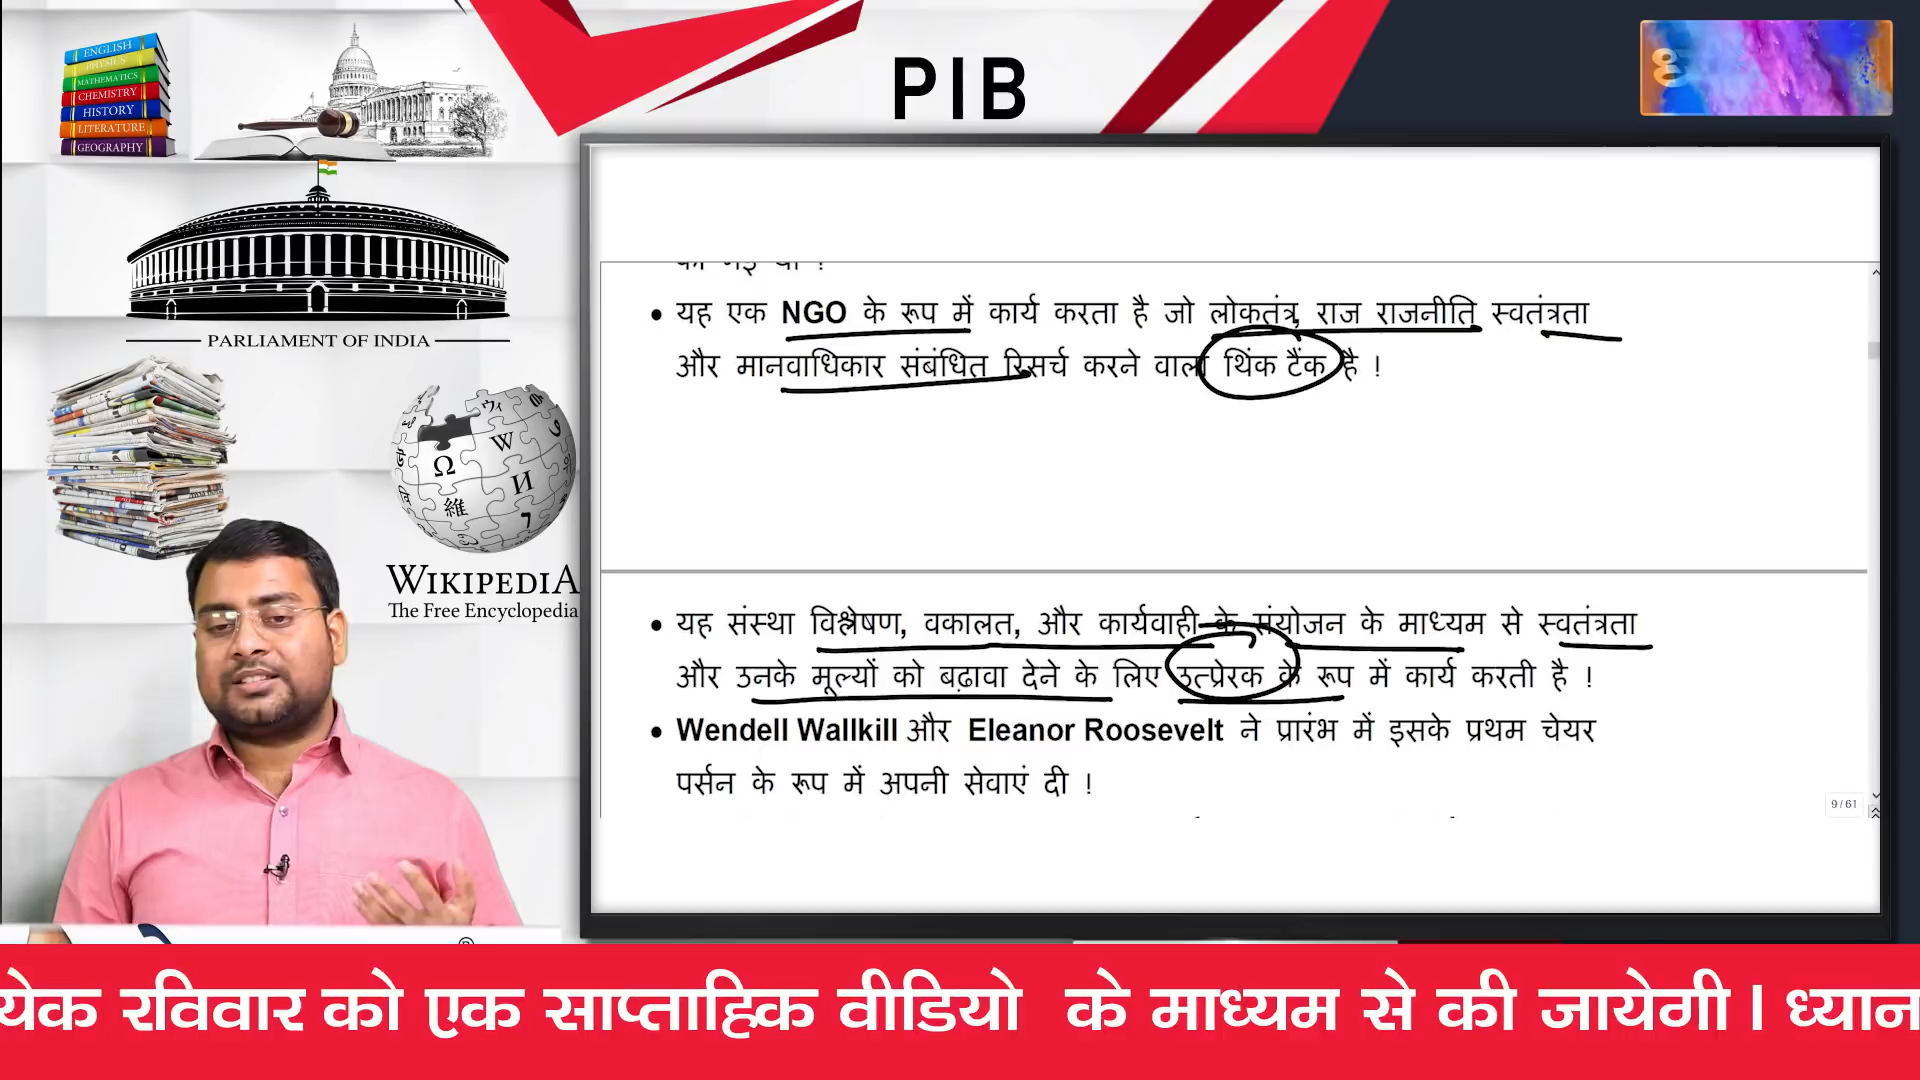 ENGLISH
PHYSICS
MATHEMATICS
CHEMISTRY
HISTORY
LITERATURE
GEOGRAPHY
PIB
PARLIAMENT OF INDIA
यह एक NGO के रूप में कार्य करता है जो लोकतंत्र, राज राजनीति स्वतंत्रता
और मानवाधिकार संबंधित रिसर्च करने वाला थिंक टैंक है !
Ω
W
И
維
WIKIPEDIA
The Free Encyclopedia
यह संस्था विश्लेषण, वकालत, और कार्यवाही के संयोजन के माध्यम से स्वतंत्रता
और उनके मूल्यों को बढ़ावा देने के लिए उत्प्रेरक के रूप में कार्य करती है !
Wendell Wallkill और Eleanor Roosevelt ने प्रारंभ में इसके प्रथम चेयर
पर्सन के रूप में अपनी सेवाएं दी !
9/61
येक रविवार को एक साप्ताहिक वीडियो के माध्यम से की जायेगी । ध्यान